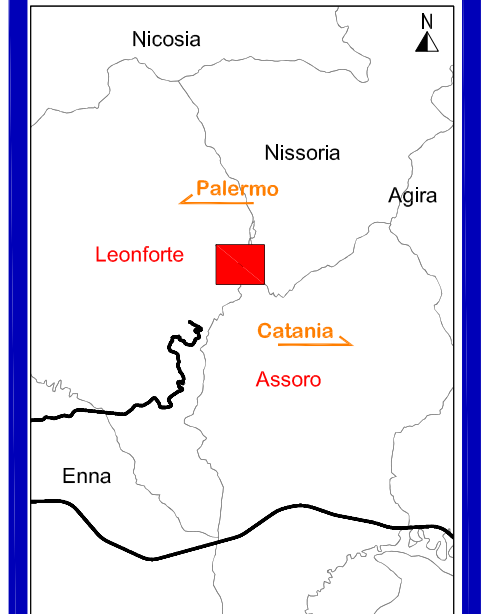 N
Nicosia
Nissoria
Palermo
Agira
Leonforte
Catania
Assoro
Enna